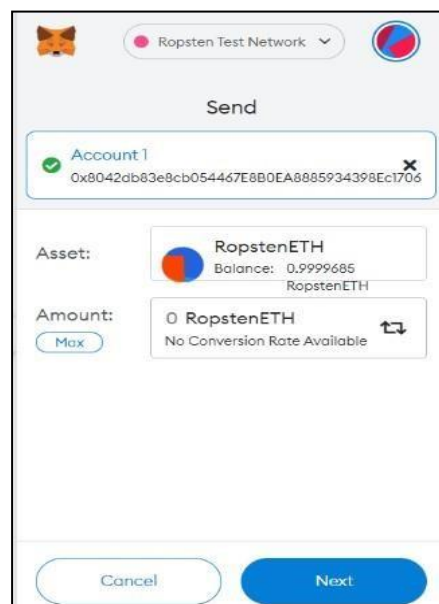 Ropsten Test Network
Send
Account 1
0x8042db83e8cb054467E8B0EA8885934398Ec1706
Asset:
RopstenETH
Balance: 0.9999685
RopstenETH
Amount:
Max
0 RopstenETH
No Conversion Rate Available
Cancel
Next